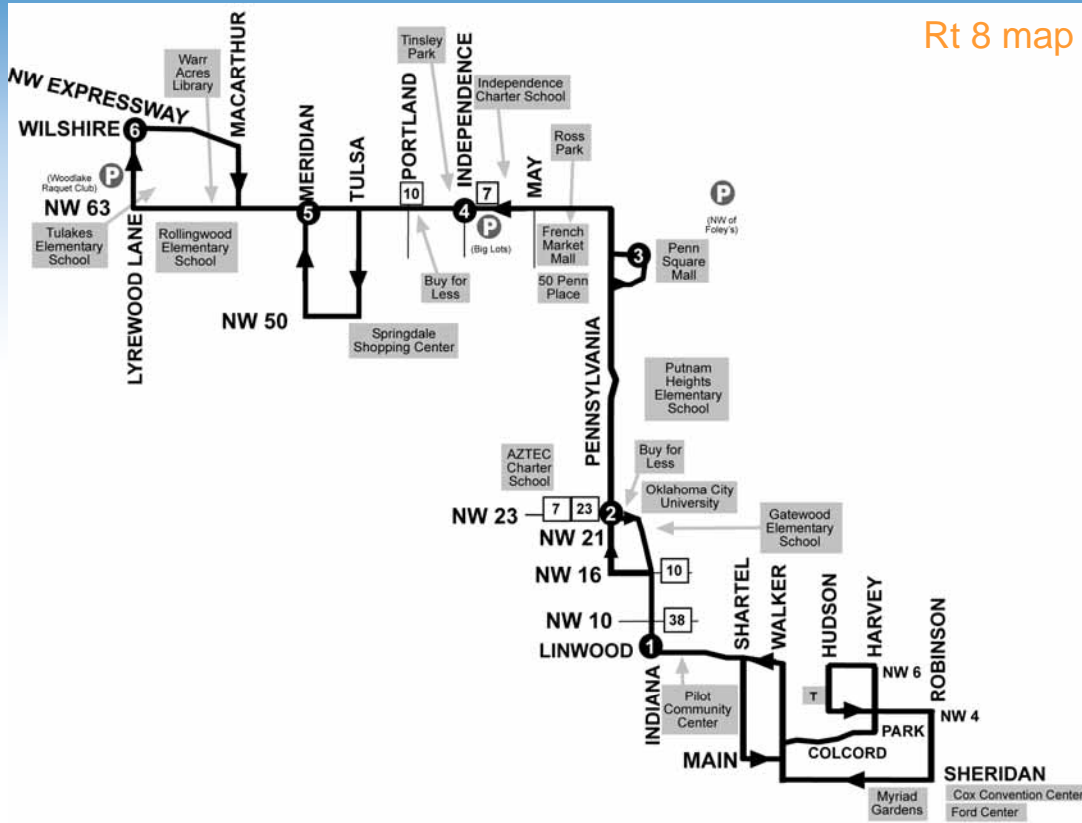 Rt 8 map
NW EXPRESSWAY
Warr
Acres
Library
MACARTHUR
WILSHIRE
6
(Woodlake
Raquet Club)
P
NW 63
Tulakes
Elementary
School
LYREWOOD LANE
Rollingwood
Elementary
School
MERIDIAN
5
TULSA
NW 50
Springdale
Shopping Center
PORTLAND
10
Buy for
Less
Tinsley
Park
INDEPENDENCE
4
7
Independence
Charter School
P
(Big Lots)
MAY
Ross
Park
French
Market
Mall
50 Penn
Place
P
(NW of
Foley's)
3
Penn
Square
Mall
PENNSYLVANIA
Putnam
Heights
Elementary
School
AZTEC
Charter
School
Buy for
Less
Oklahoma City
University
NW 23
7
23
2
NW 21
Gatewood
Elementary
School
NW 16
10
NW 10
38
LINWOOD
1
INDIANA
Pilot
Community
Center
SHARTEL
WALKER
HUDSON
HARVEY
ROBINSON
NW 6
T
NW 4
PARK
COLCORD
MAIN
SHERIDAN
Myriad
Gardens
Cox Convention Center
Ford Center